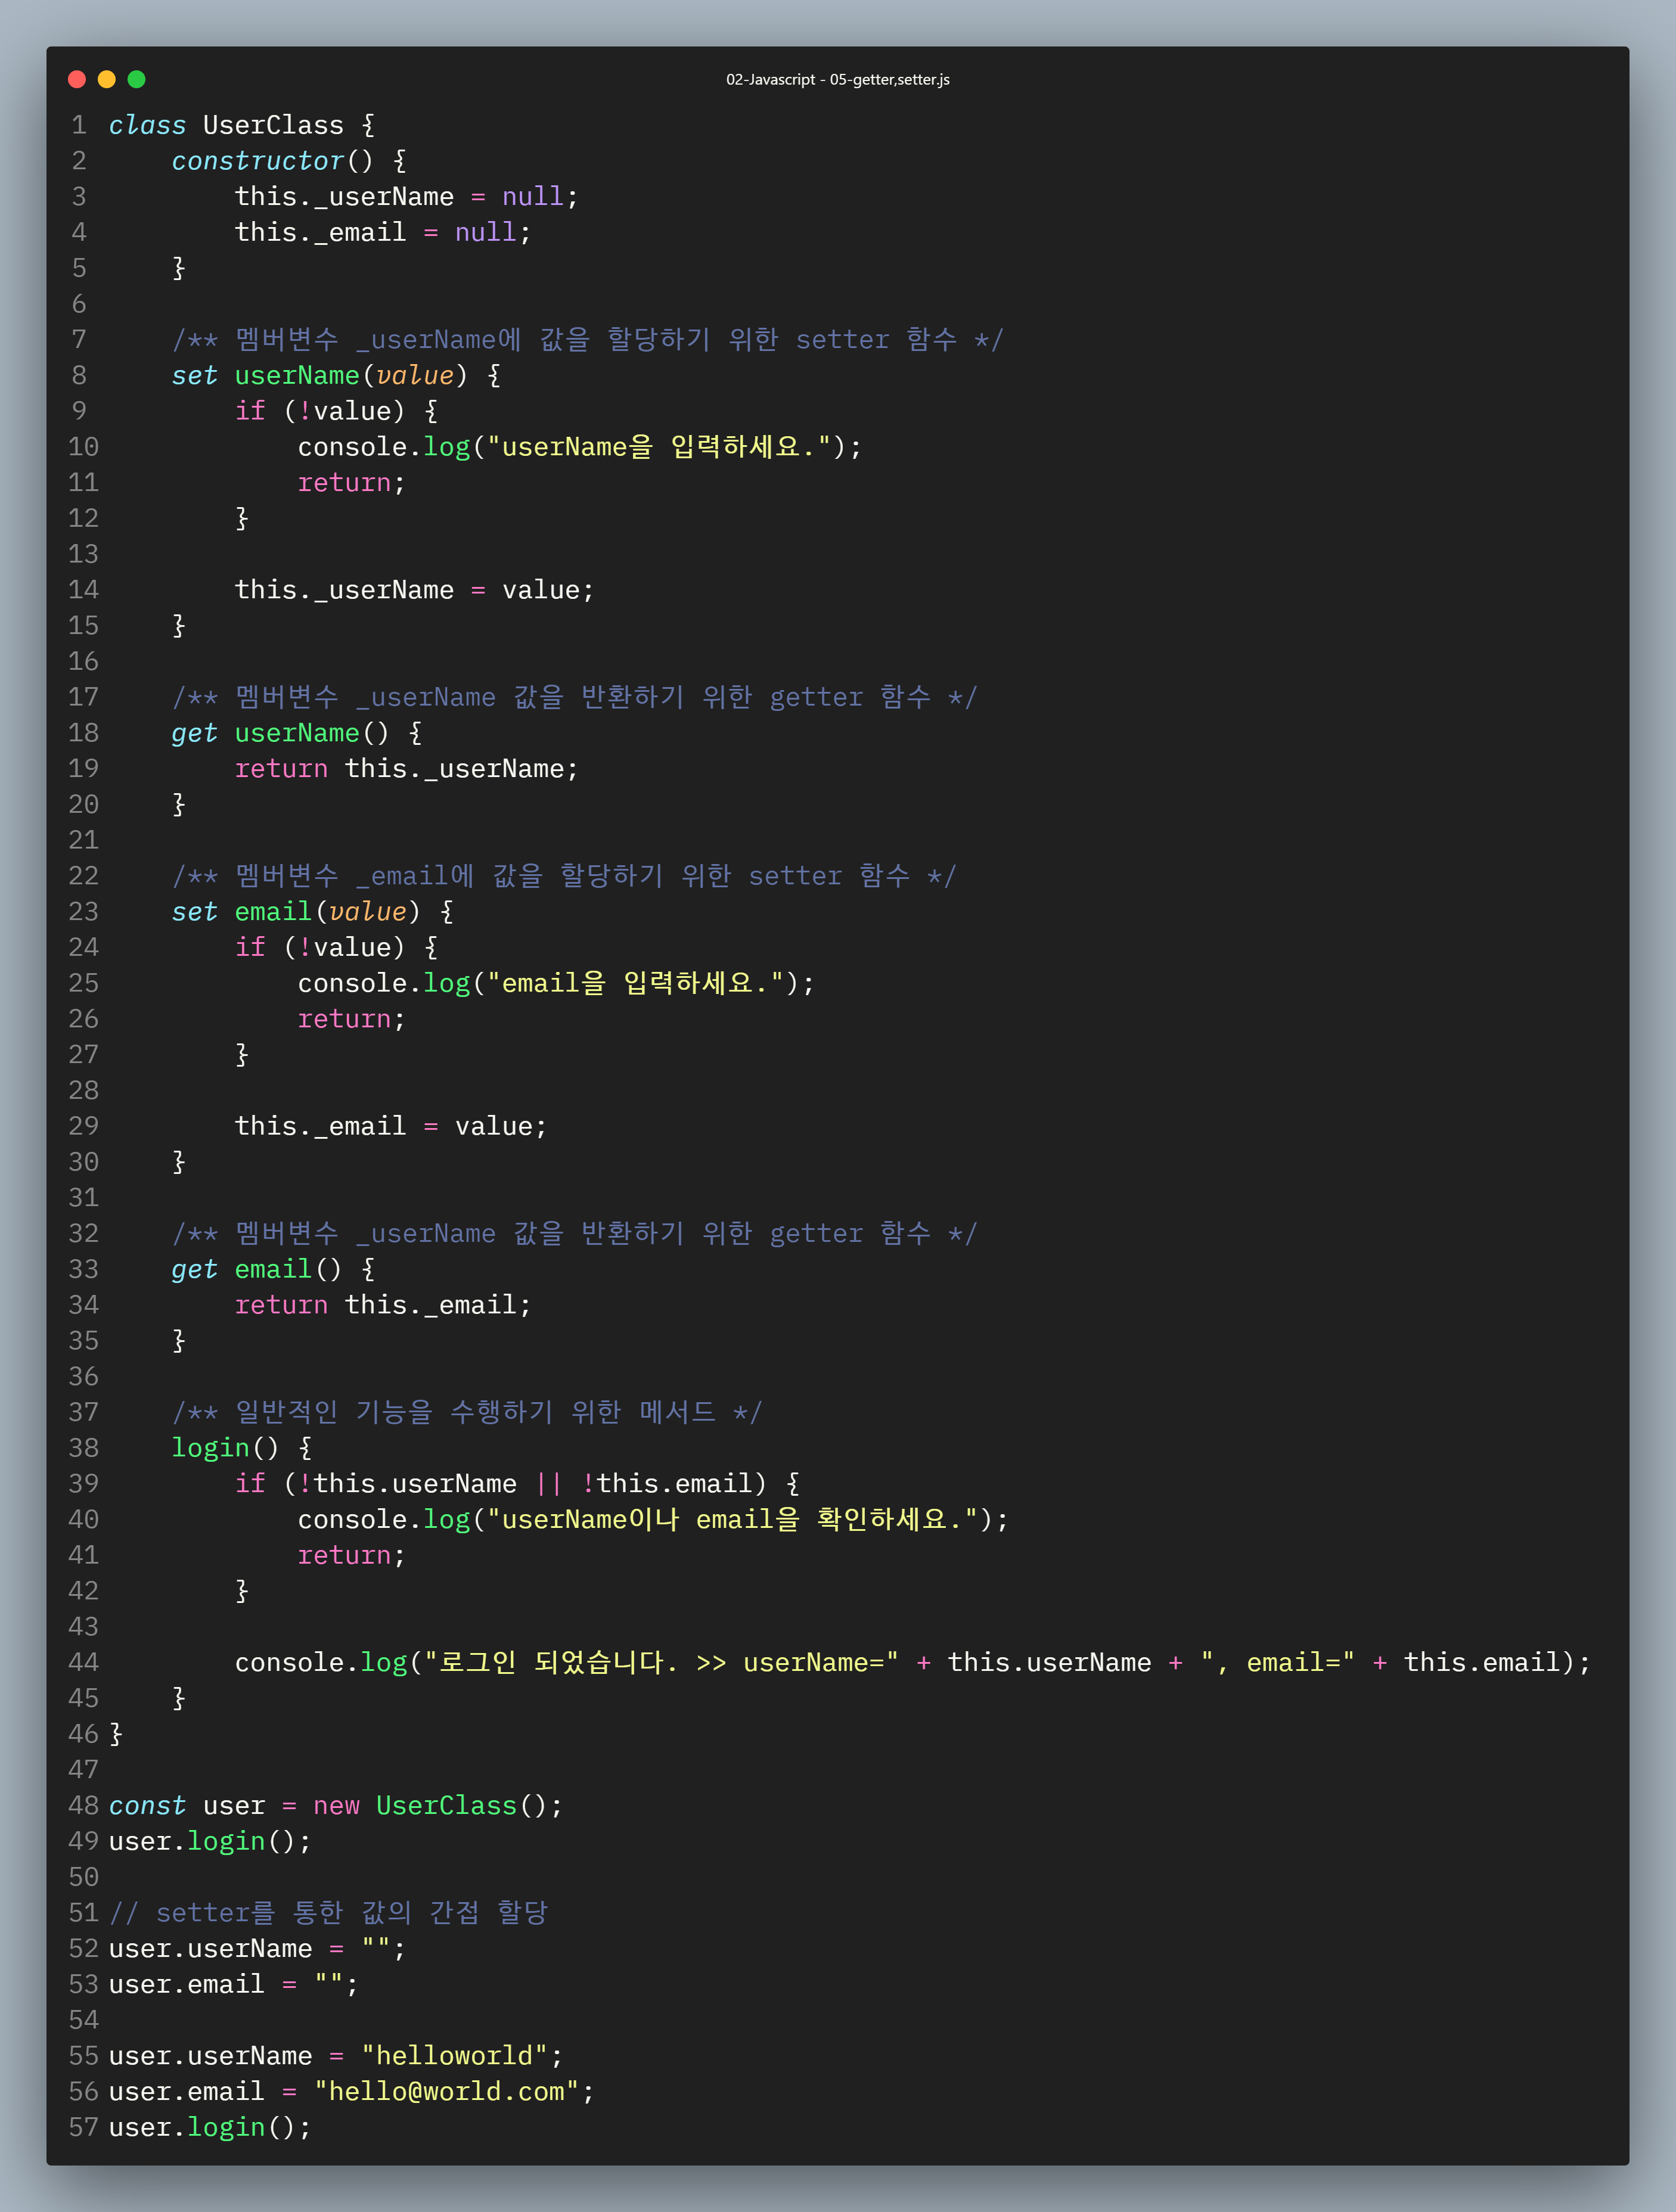 02-Javascript - 05-getter,setter.js
1 class UserClass {
2     constructor() {
3         this._userName = null;
4         this._email = null;
5     }
6
7     /** 멤버변수 _userName에 값을 할당하기 위한 setter 함수 */
8     set userName(value) {
9         if (!value) {
10             console.log("userName을 입력하세요.");
11             return;
12         }
13
14         this._userName = value;
15     }
16
17     /** 멤버변수 _userName 값을 반환하기 위한 getter 함수 */
18     get userName() {
19         return this._userName;
20     }
21
22     /** 멤버변수 _email에 값을 할당하기 위한 setter 함수 */
23     set email(value) {
24         if (!value) {
25             console.log("email을 입력하세요.");
26             return;
27         }
28
29         this._email = value;
30     }
31
32     /** 멤버변수 _userName 값을 반환하기 위한 getter 함수 */
33     get email() {
34         return this._email;
35     }
36
37     /** 일반적인 기능을 수행하기 위한 메서드 */
38     login() {
39         if (!this.userName || !this.email) {
40             console.log("userName이나 email을 확인하세요.");
41             return;
42         }
43
44         console.log("로그인 되었습니다. >> userName=" + this.userName + ", email=" + this.email);
45     }
46 }
47
48 const user = new UserClass();
49 user.login();
50
51 // setter를 통한 값의 간접 할당
52 user.userName = "";
53 user.email = "";
54
55 user.userName = "helloworld";
56 user.email = "hello@world.com";
57 user.login();